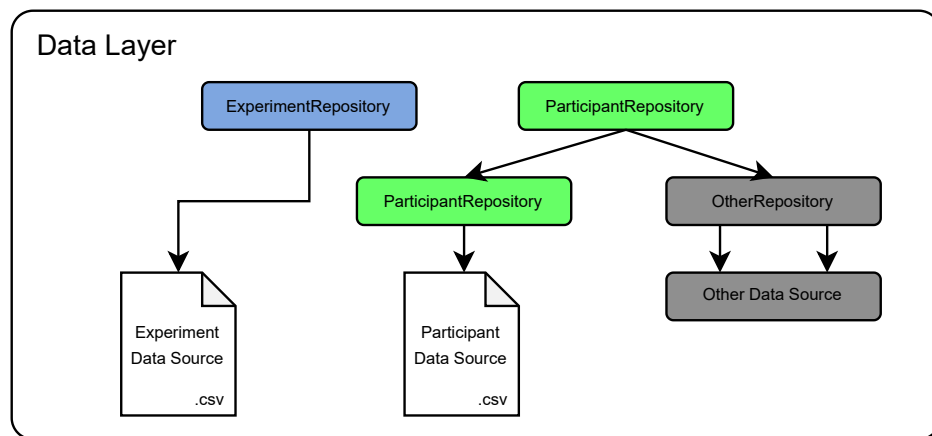 Data Layer
ExperimentRepository
ParticipantRepository
ParticipantRepository
OtherRepository
Other Data Source
Experiment
Data Source
.csv
Participant
Data Source
.csv